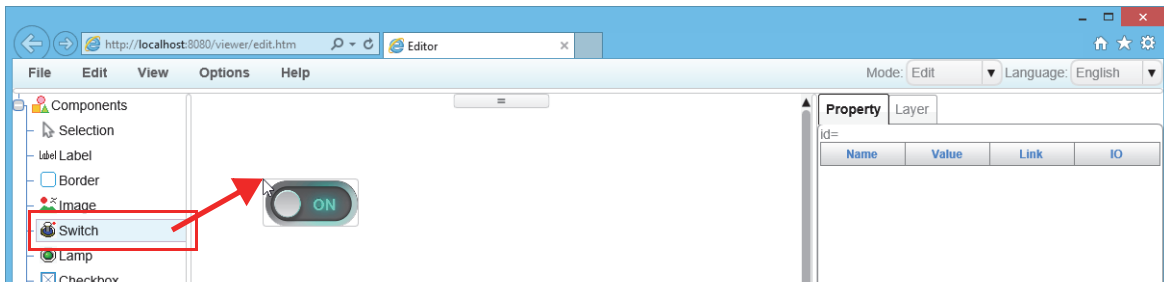 http://localhost:8080/viewer/edit.htm
Editor
File Edit View Options Help
Mode: Edit Language: English
Components
Selection
Label Label
Border
Image
Switch
Lamp
Checkbox
ON
Property Layer
id=
Name Value Link IO